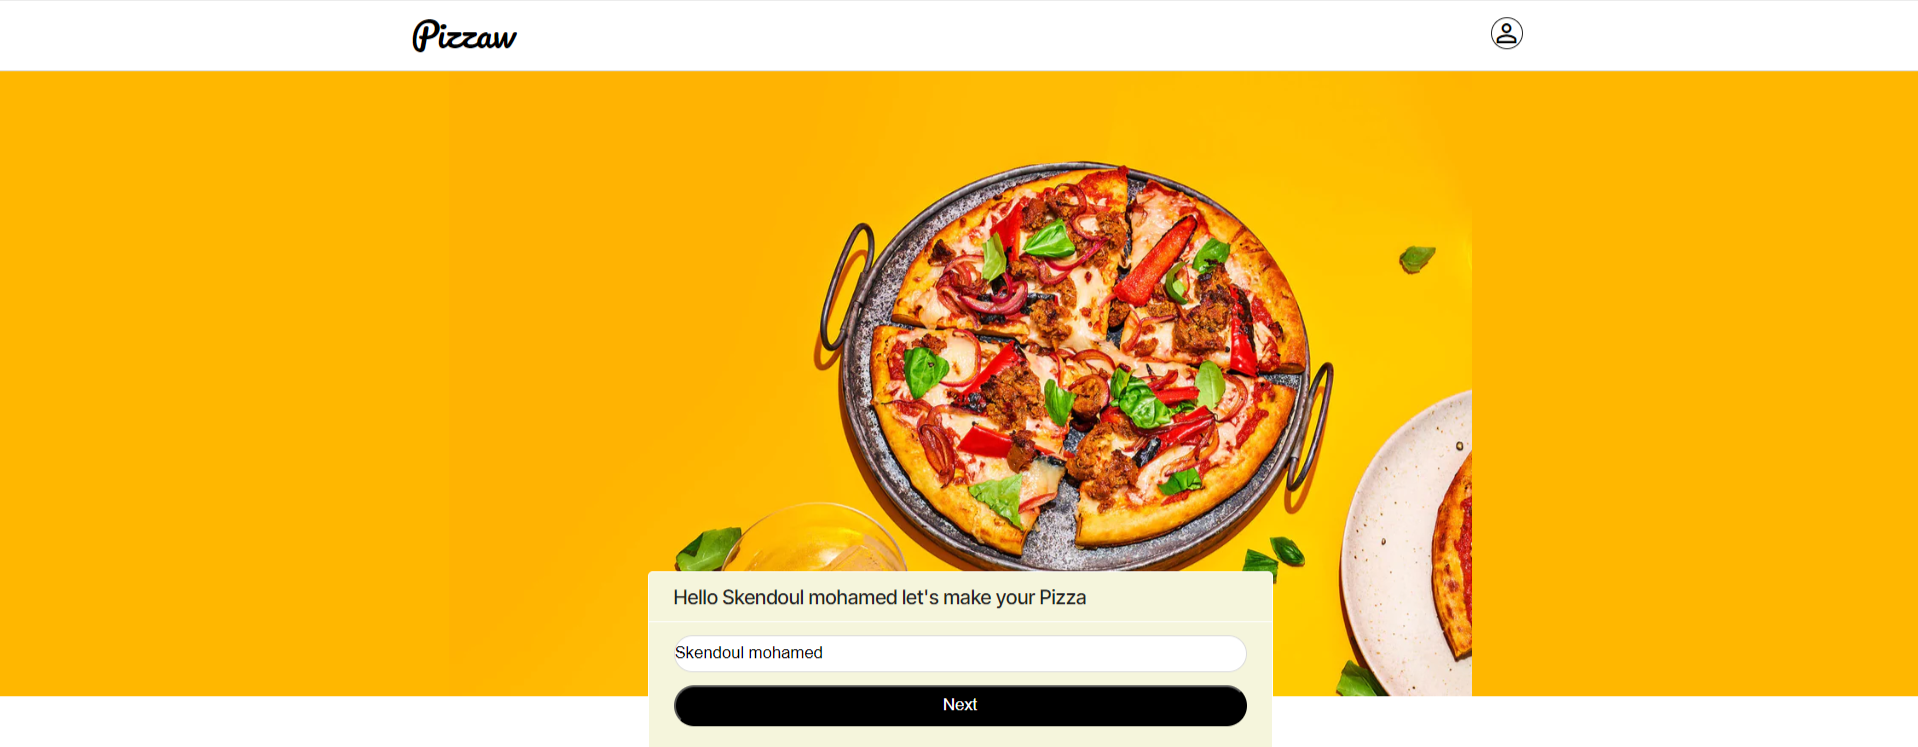 Pizzaw
Hello Skendoul mohamed let's make your Pizza
Skendoul mohamed
Next